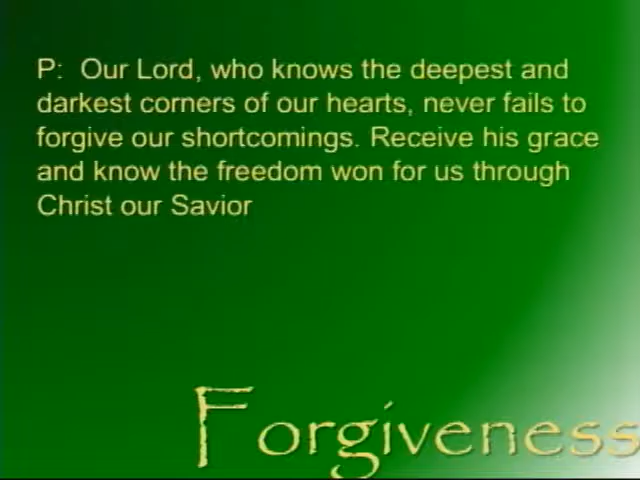 P: Our Lord, who knows the deepest and
darkest corners of our hearts, never fails to
forgive our shortcomings. Receive his grace
and know the freedom won for us through
Christ our Savior
Forgiveness